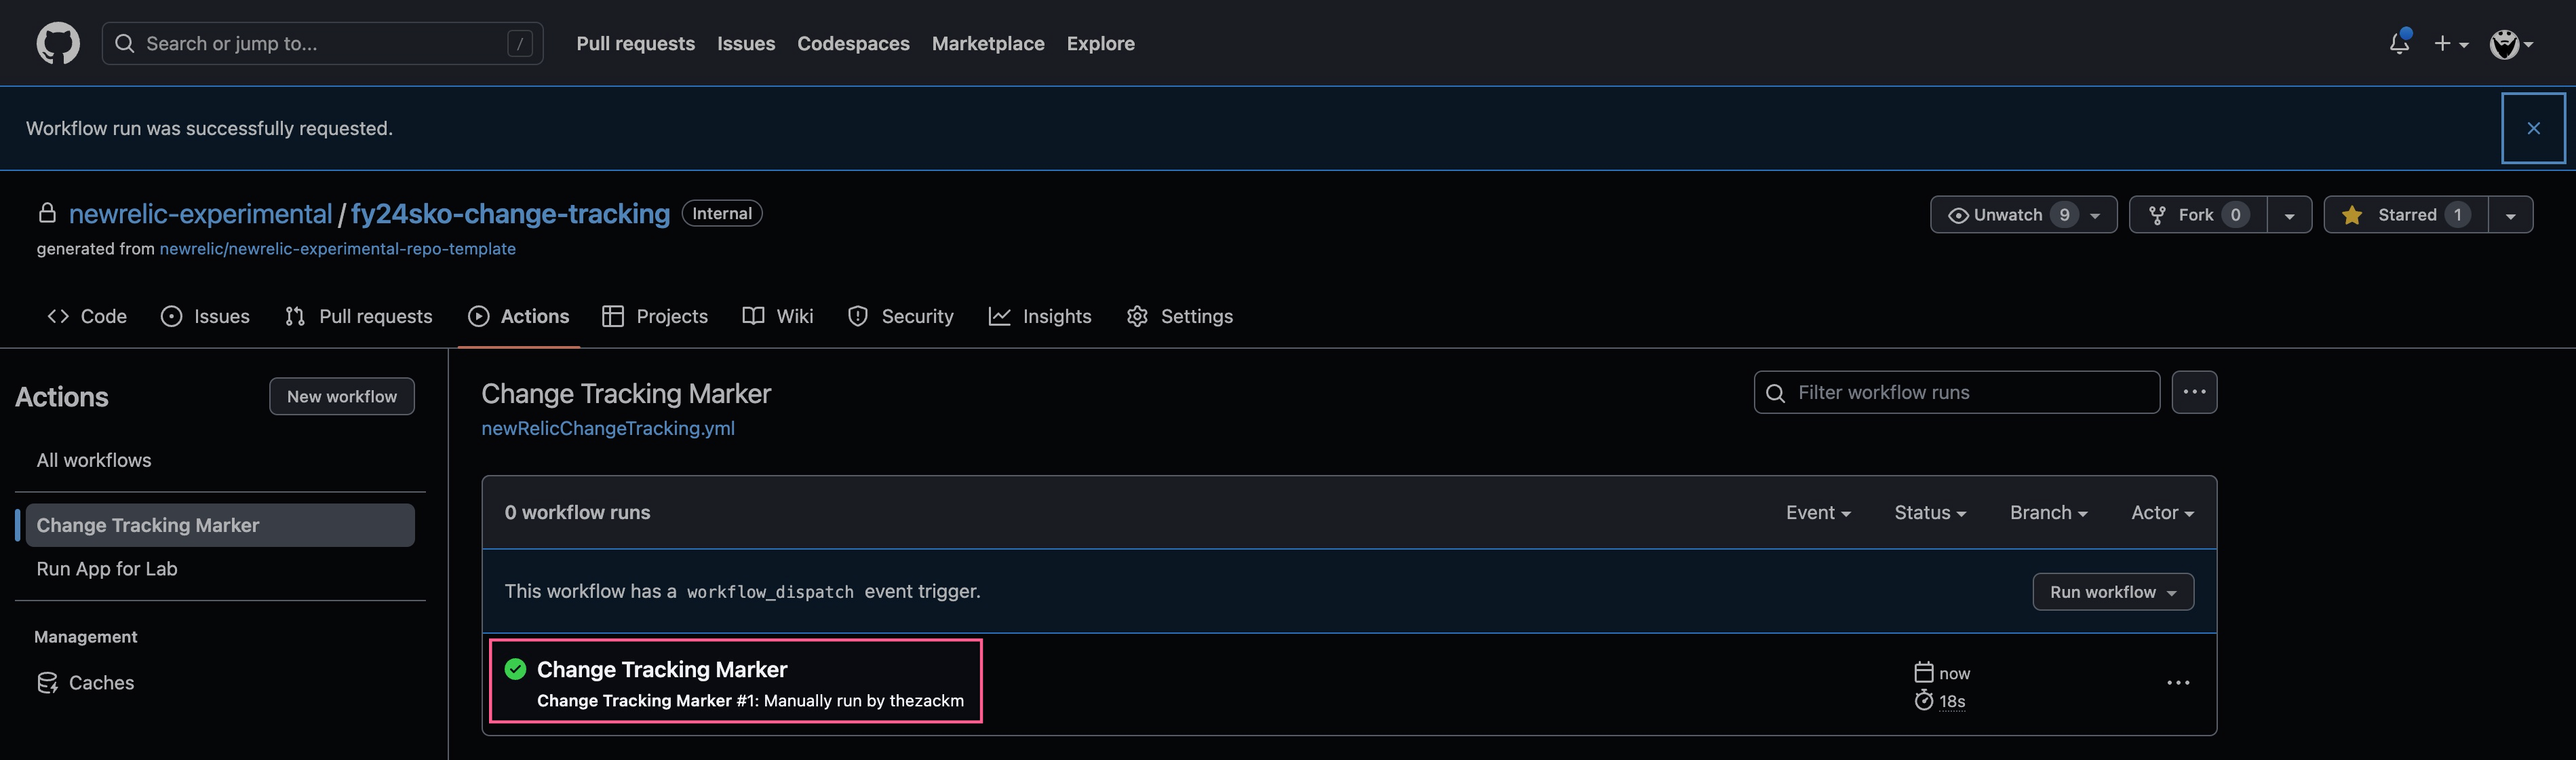 Search or jump to... / Pull requests Issues Codespaces Marketplace Explore
Workflow run was successfully requested.
newrelic-experimental / fy24sko-change-tracking Internal
Unwatch 9 Fork 0 Starred 1
generated from newrelic/newrelic-experimental-repo-template
Code Issues Pull requests Actions Projects Wiki Security Insights Settings
Actions New workflow
All workflows
Change Tracking Marker
Run App for Lab
Management
Caches
Change Tracking Marker
newRelicChangeTracking.yml
Filter workflow runs
0 workflow runs Event Status Branch Actor
This workflow has a workflow_dispatch event trigger. Run workflow
Change Tracking Marker
Change Tracking Marker #1: Manually run by thezackm
now
18s